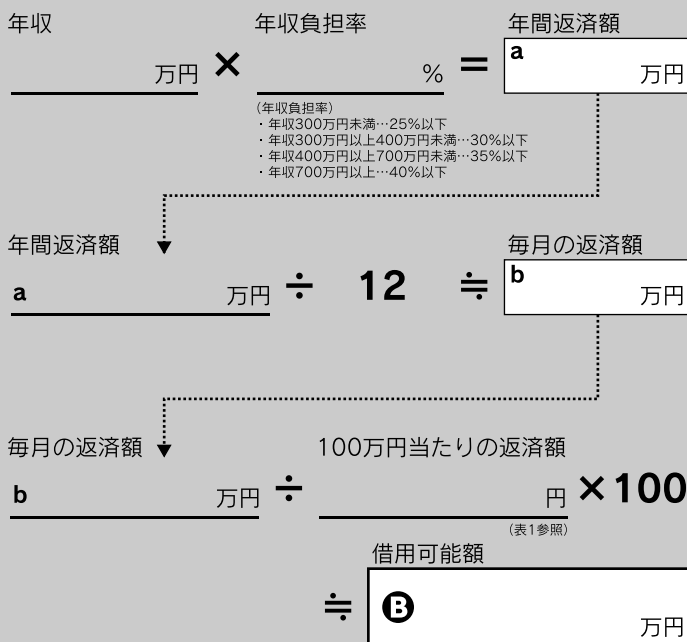 年収 年収負担率 年間返済額
万円 × % = a 万円
(年収負担率)
・年収300万円未満…25%以下
・年収300万円以上400万円未満…30%以下
・年収400万円以上700万円未満…35%以下
・年収700万円以上…40%以下
年間返済額 毎月の返済額
a 万円 ÷ 12 ≒ b 万円
毎月の返済額 100万円当たりの返済額
b 万円 ÷ 円 ×100
(表1参照)
借用可能額
≒ B 万円